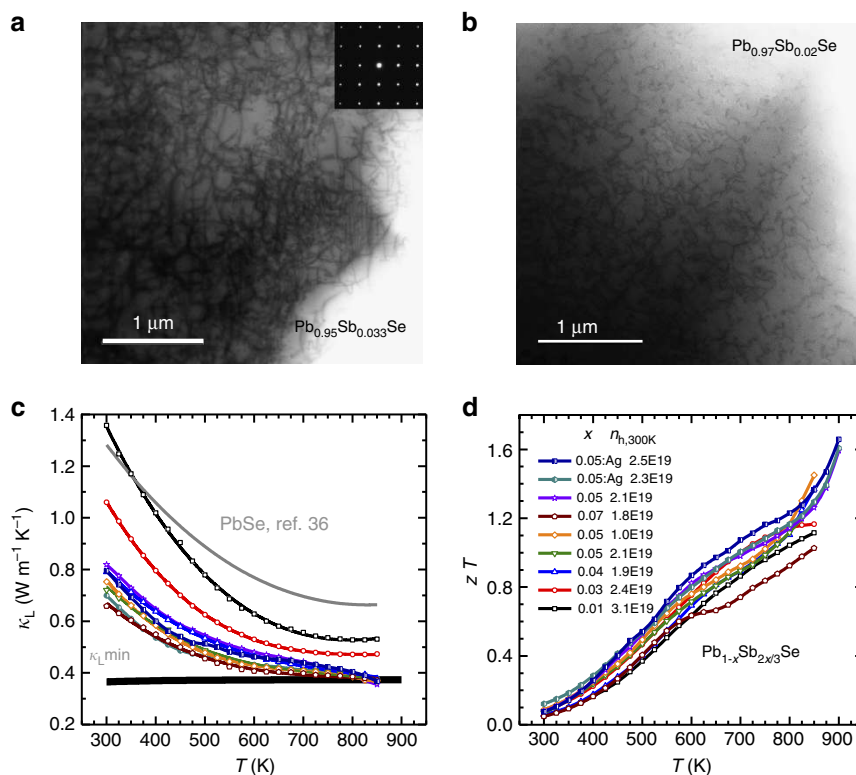 a
1 μm
Pb0.95Sb0.033Se
b
Pb0.97Sb0.02Se
1 μm
c
1.4
1.2
1.0
0.8
0.6
0.4
0.2
κL (W m−1 K−1)
PbSe, ref. 36
κLmin
300 400 500 600 700 800 900
T (K)
d
1.6
1.2
0.8
0.4
0.0
z T
x nh,300K
0.05:Ag 2.5E19
0.05:Ag 2.3E19
0.05 2.1E19
0.07 1.8E19
0.05 1.0E19
0.05 2.1E19
0.04 1.9E19
0.03 2.4E19
0.01 3.1E19
Pb1-xSb2x/3Se
300 400 500 600 700 800 900
T (K)